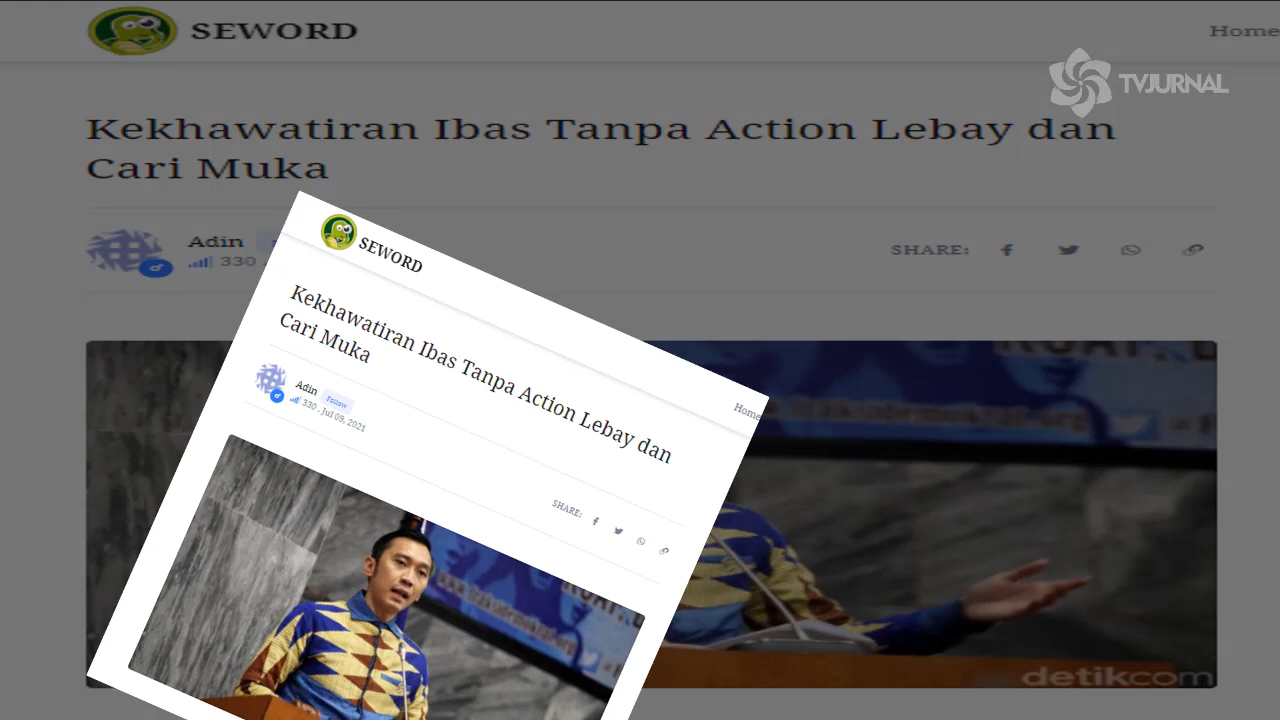 SEWORD
Home
TVJURNAL
Kekhawatiran Ibas Tanpa Action Lebay dan
Cari Muka
Adin
330
SHARE:
SEWORD
Home
Kekhawatiran Ibas Tanpa Action Lebay dan
Cari Muka
Adin Follow
330 . Jul 09, 2021
SHARE:
detikcom